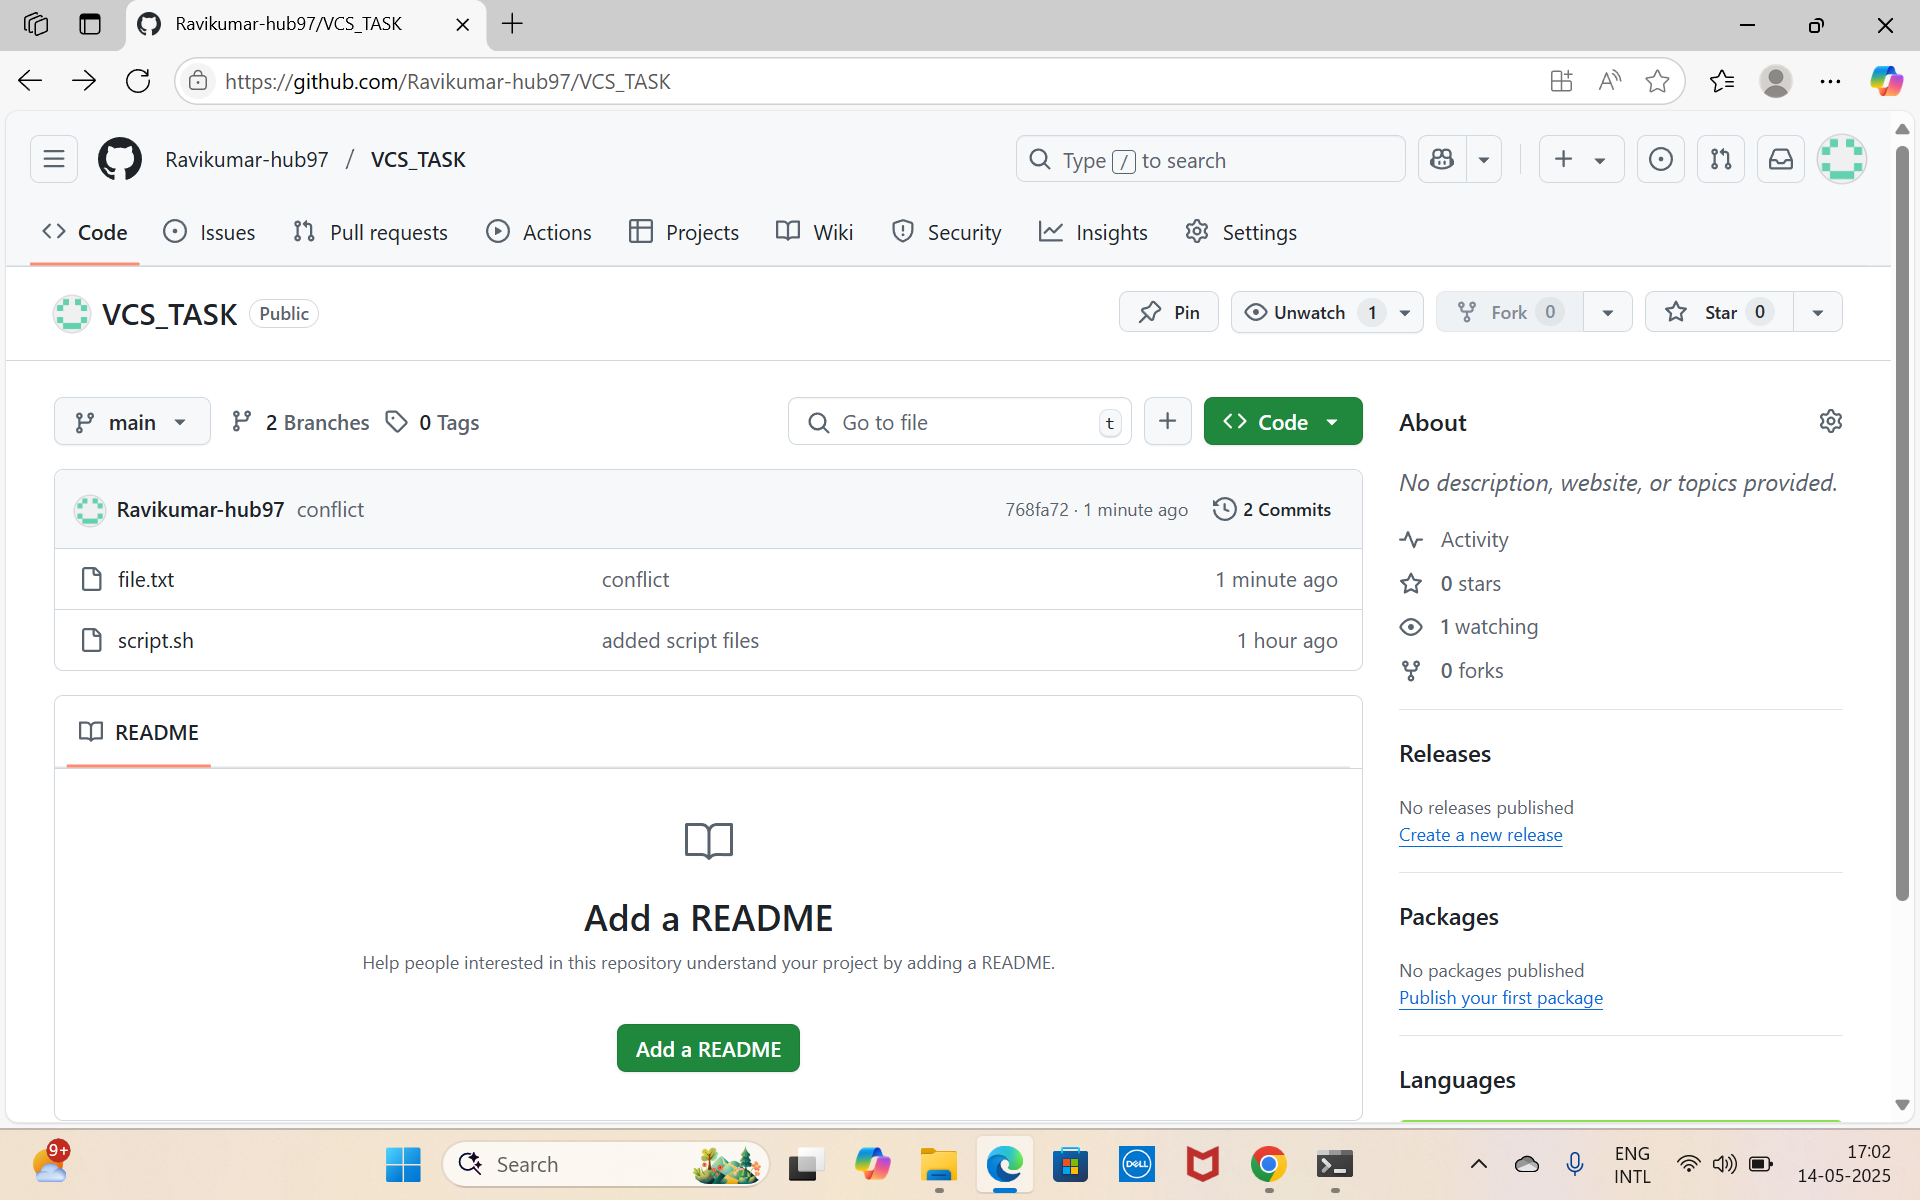 Ravikumar-hub97/VCS_TASK
https://github.com/Ravikumar-hub97/VCS_TASK
Ravikumar-hub97 / VCS_TASK
Type / to search
Code
Issues
Pull requests
Actions
Projects
Wiki
Security
Insights
Settings
VCS_TASK Public
Pin
Unwatch 1
Fork 0
Star 0
main
2 Branches
0 Tags
Go to file t
Code
Ravikumar-hub97 conflict 768fa72 · 1 minute ago 2 Commits
file.txt conflict 1 minute ago
script.sh added script files 1 hour ago
README
Add a README
Help people interested in this repository understand your project by adding a README.
Add a README
About
No description, website, or topics provided.
Activity
0 stars
1 watching
0 forks
Releases
No releases published
Create a new release
Packages
No packages published
Publish your first package
Languages
9+
Search
DELL
ENG
INTL
17:02
14-05-2025